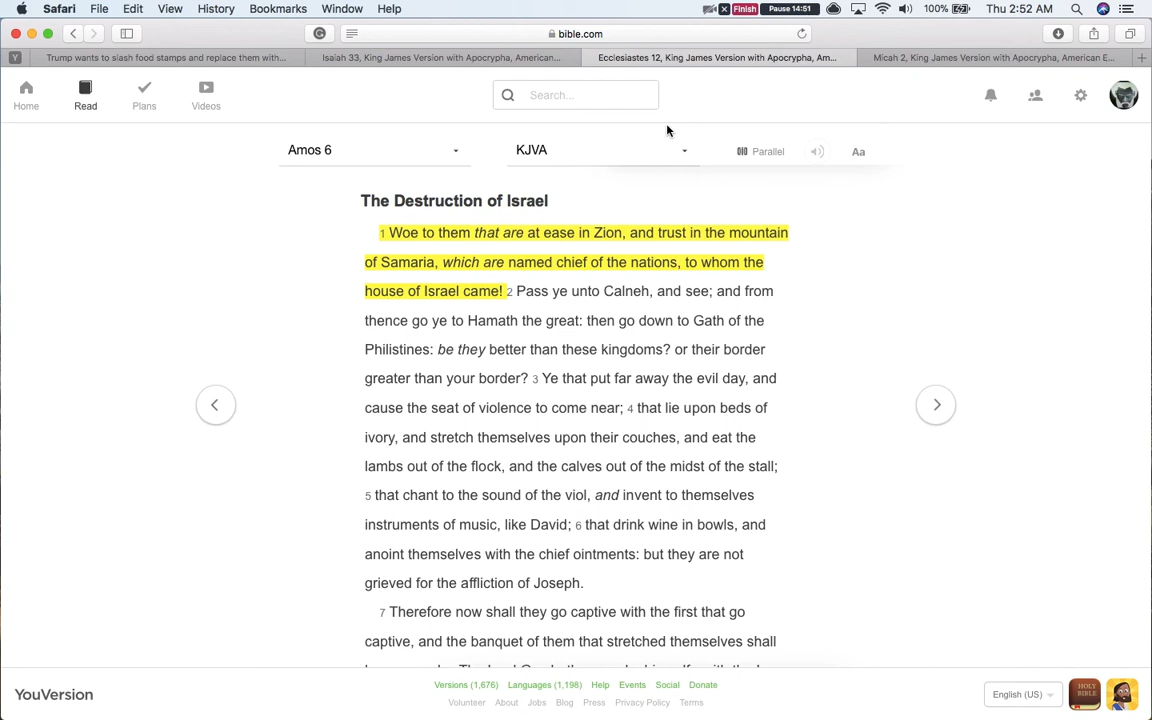 Safari File Edit View History Bookmarks Window Help Finish Pause 14:51 100% Thu 2:52 AM
bible.com
Y Trump wants to slash food stamps and replace them with... Isaiah 33, King James Version with Apocrypha, American... Ecclesiastes 12, King James Version with Apocrypha, Am... Micah 2, King James Version with Apocrypha, American E...
Home Read Plans Videos Search...
Amos 6 KJVA Parallel Aa
The Destruction of Israel
1 Woe to them that are at ease in Zion, and trust in the mountain
of Samaria, which are named chief of the nations, to whom the
house of Israel came! 2 Pass ye unto Calneh, and see; and from
thence go ye to Hamath the great: then go down to Gath of the
Philistines: be they better than these kingdoms? or their border
greater than your border? 3 Ye that put far away the evil day, and
cause the seat of violence to come near; 4 that lie upon beds of
ivory, and stretch themselves upon their couches, and eat the
lambs out of the flock, and the calves out of the midst of the stall;
5 that chant to the sound of the viol, and invent to themselves
instruments of music, like David; 6 that drink wine in bowls, and
anoint themselves with the chief ointments: but they are not
grieved for the affliction of Joseph.
7 Therefore now shall they go captive with the first that go
captive, and the banquet of them that stretched themselves shall
YouVersion
Versions (1,676) Languages (1,198) Help Events Social Donate
Volunteer About Jobs Blog Press Privacy Policy Terms
English (US)
HOLY BIBLE